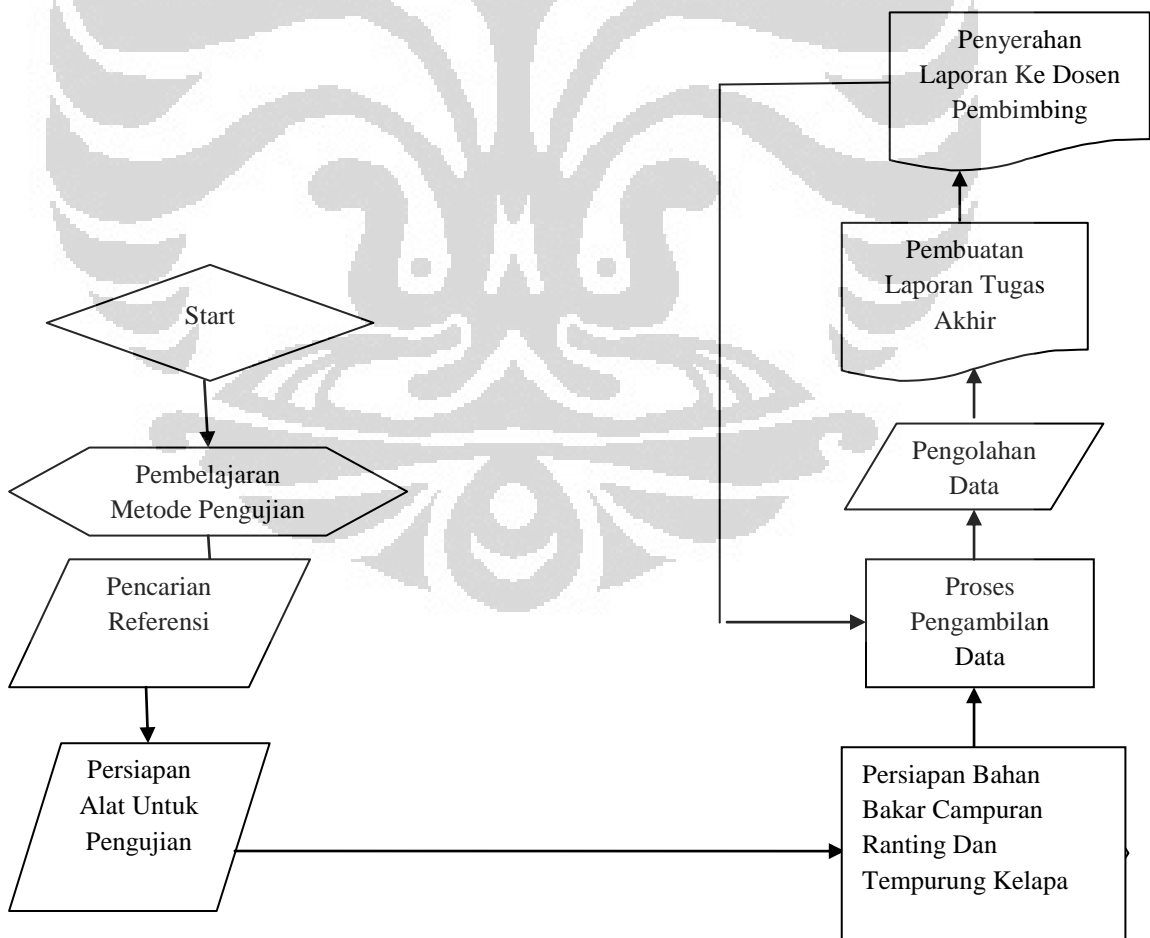 Start
Pembelajaran
Metode Pengujian
Pencarian
Referensi
Persiapan
Alat Untuk
Pengujian
Persiapan Bahan
Bakar Campuran
Ranting Dan
Tempurung Kelapa
Proses
Pengambilan
Data
Pengolahan
Data
Pembuatan
Laporan Tugas
Akhir
Penyerahan
Laporan Ke Dosen
Pembimbing